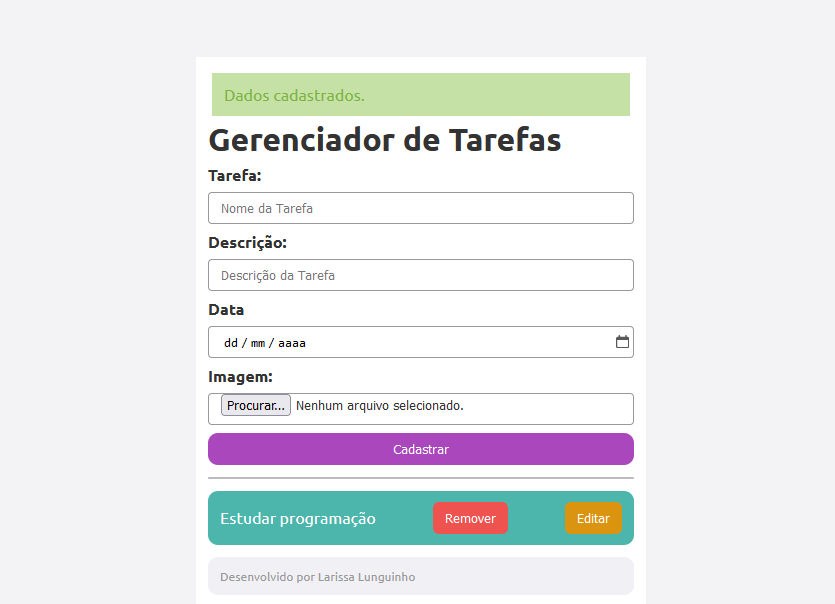 Dados cadastrados.
Gerenciador de Tarefas
Tarefa:
Nome da Tarefa
Descrição:
Descrição da Tarefa
Data
dd / mm / aaaa
Imagem:
Procurar... Nenhum arquivo selecionado.
Cadastrar
Estudar programação Remover Editar
Desenvolvido por Larissa Lunguinho